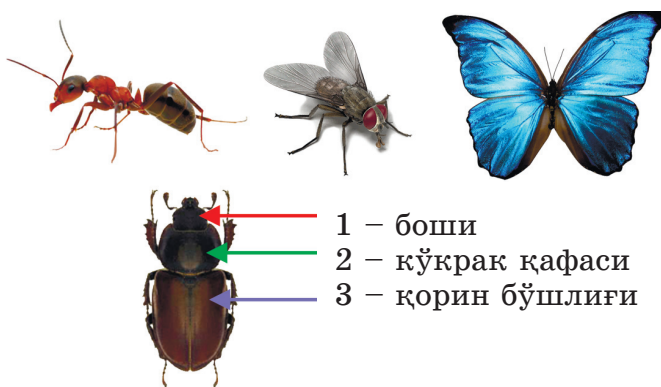 1 – боши
2 – кўкрак қафаси
3 – қорин бўшлиғи